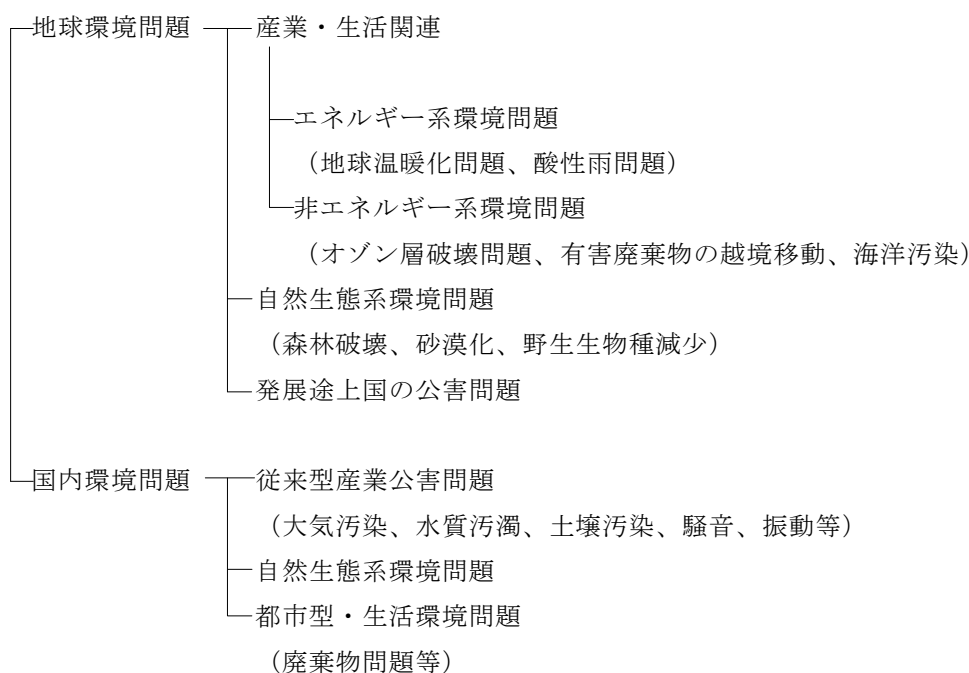 地球環境問題 産業・生活関連
エネルギー系環境問題
(地球温暖化問題、酸性雨問題)
非エネルギー系環境問題
(オゾン層破壊問題、有害廃棄物の越境移動、海洋汚染)
自然生態系環境問題
(森林破壊、砂漠化、野生生物種減少)
発展途上国の公害問題
国内環境問題 従来型産業公害問題
(大気汚染、水質汚濁、土壌汚染、騒音、振動等)
自然生態系環境問題
都市型・生活環境問題
(廃棄物問題等)